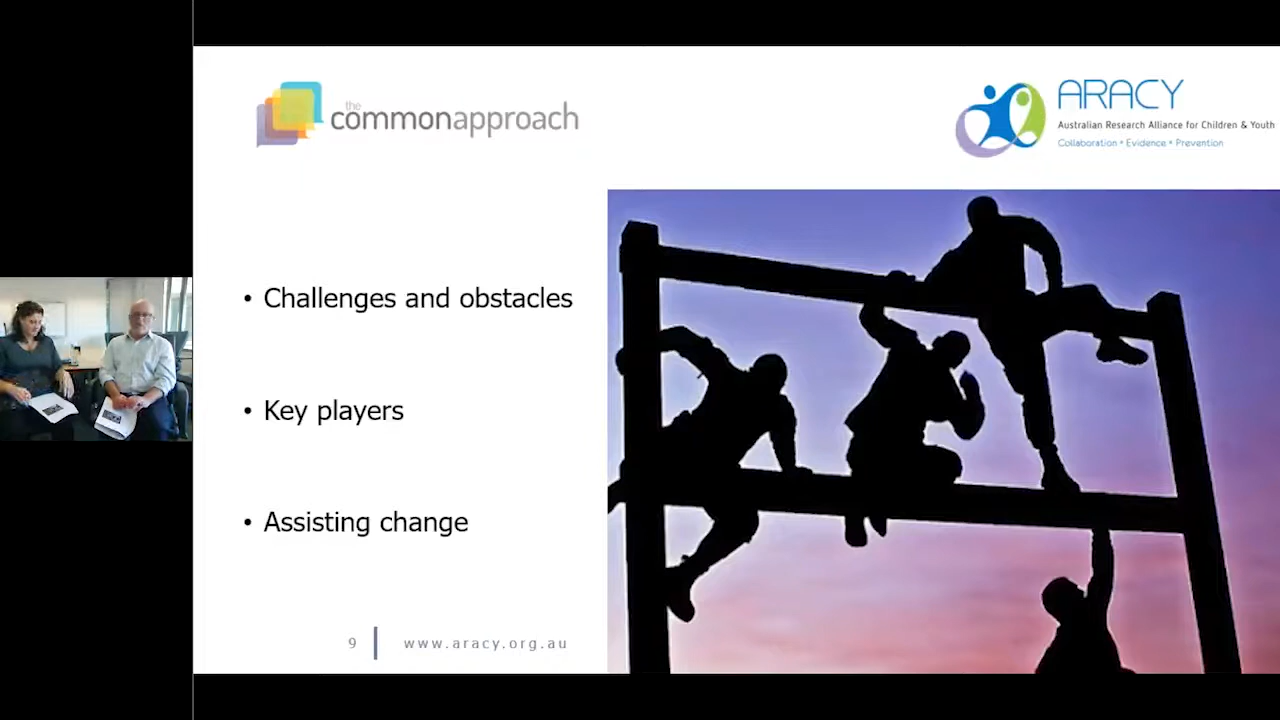 the
commonapproach
ARACY
Australian Research Alliance for Children & Youth
Collaboration • Evidence • Prevention
• Challenges and obstacles
• Key players
• Assisting change
9 | www.aracy.org.au